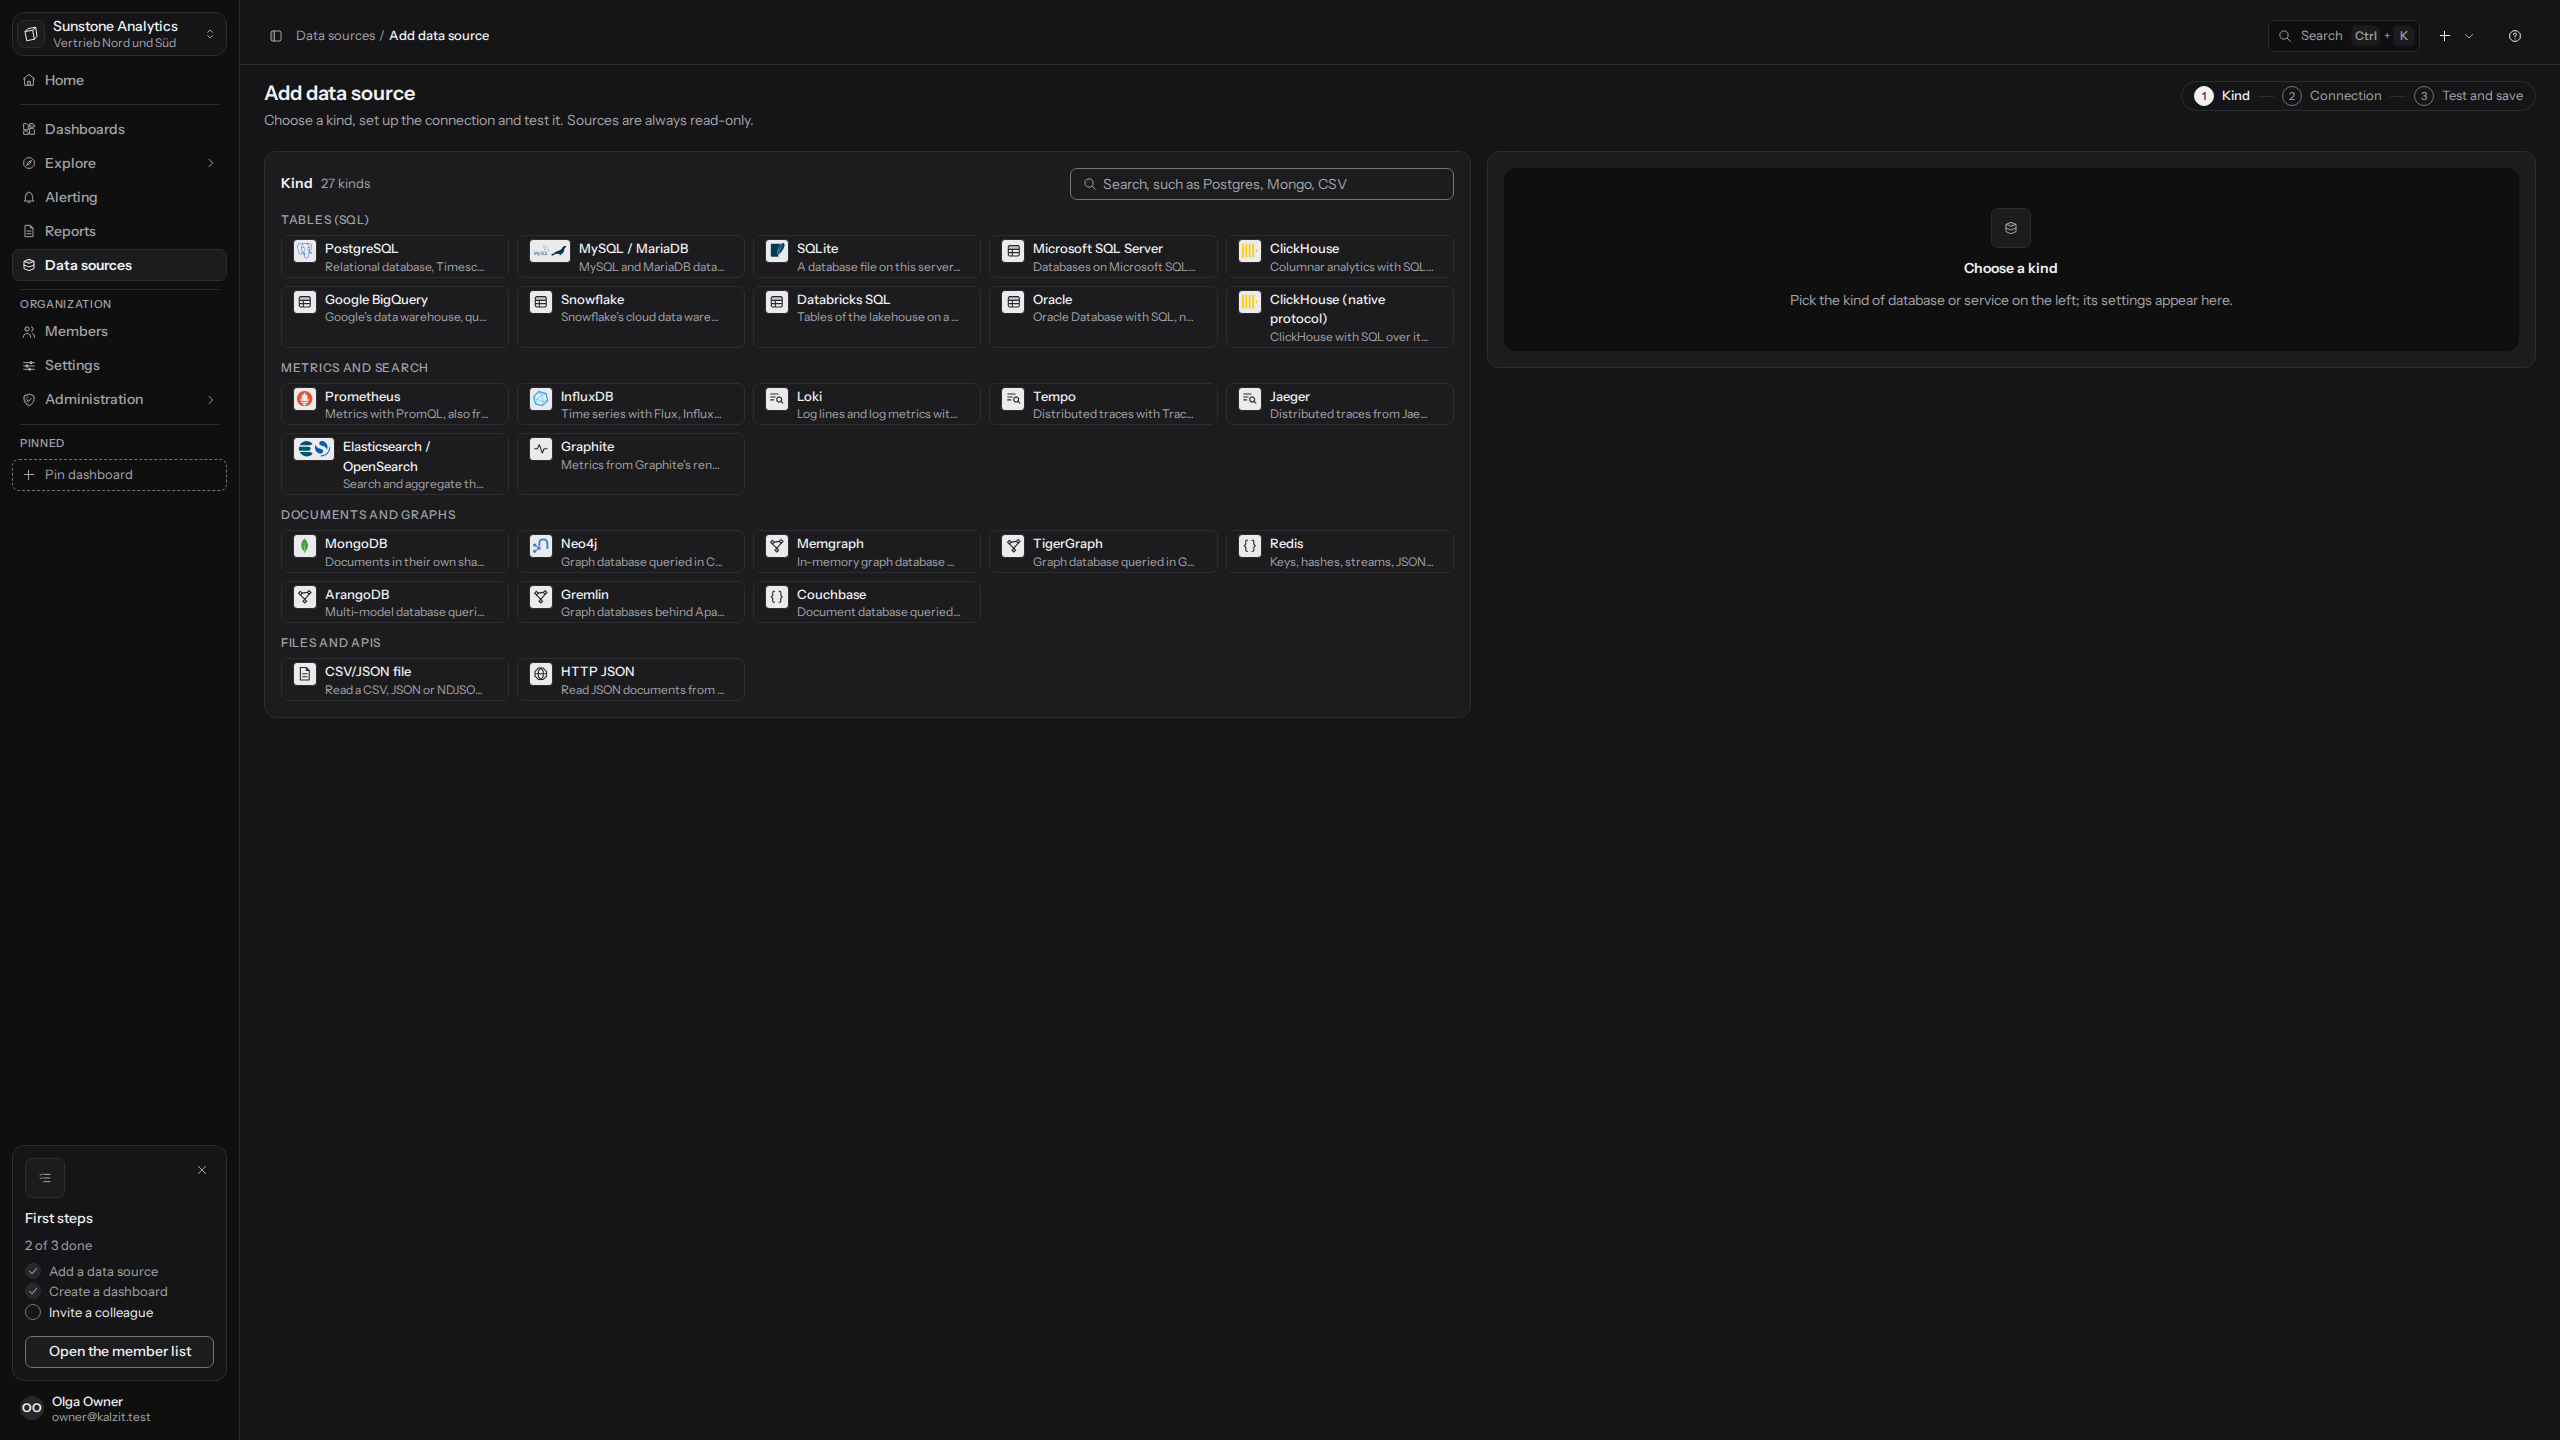 Sunstone Analytics
Vertrieb Nord und Süd
Home
Dashboards
Explore
Alerting
Reports
Data sources
ORGANIZATION
Members
Settings
Administration
PINNED
Pin dashboard
First steps
2 of 3 done
Add a data source
Create a dashboard
Invite a colleague
Open the member list
OO
Olga Owner
owner@kalzit.test
Data sources / Add data source
Search Ctrl + K
Add data source
Choose a kind, set up the connection and test it. Sources are always read-only.
1 Kind 2 Connection 3 Test and save
Kind 27 kinds
Search, such as Postgres, Mongo, CSV
TABLES (SQL)
PostgreSQL
Relational database, Timesc...
MySQL / MariaDB
MySQL and MariaDB data...
SQLite
A database file on this server...
Microsoft SQL Server
Databases on Microsoft SQL...
ClickHouse
Columnar analytics with SQL...
Google BigQuery
Google's data warehouse, qu...
Snowflake
Snowflake's cloud data ware...
Databricks SQL
Tables of the lakehouse on a ...
Oracle
Oracle Database with SQL, n...
ClickHouse (native
protocol)
ClickHouse with SQL over it...
METRICS AND SEARCH
Prometheus
Metrics with PromQL, also fr...
InfluxDB
Time series with Flux, Influx...
Loki
Log lines and log metrics wit...
Tempo
Distributed traces with Trac...
Jaeger
Distributed traces from Jae...
Elasticsearch /
OpenSearch
Search and aggregate th...
Graphite
Metrics from Graphite's ren...
DOCUMENTS AND GRAPHS
MongoDB
Documents in their own sha...
Neo4j
Graph database queried in C...
Memgraph
In-memory graph database ...
TigerGraph
Graph database queried in G...
Redis
Keys, hashes, streams, JSON...
ArangoDB
Multi-model database queri...
Gremlin
Graph databases behind Apa...
Couchbase
Document database queried...
FILES AND APIS
CSV/JSON file
Read a CSV, JSON or NDJSO...
HTTP JSON
Read JSON documents from ...
Choose a kind
Pick the kind of database or service on the left; its settings appear here.